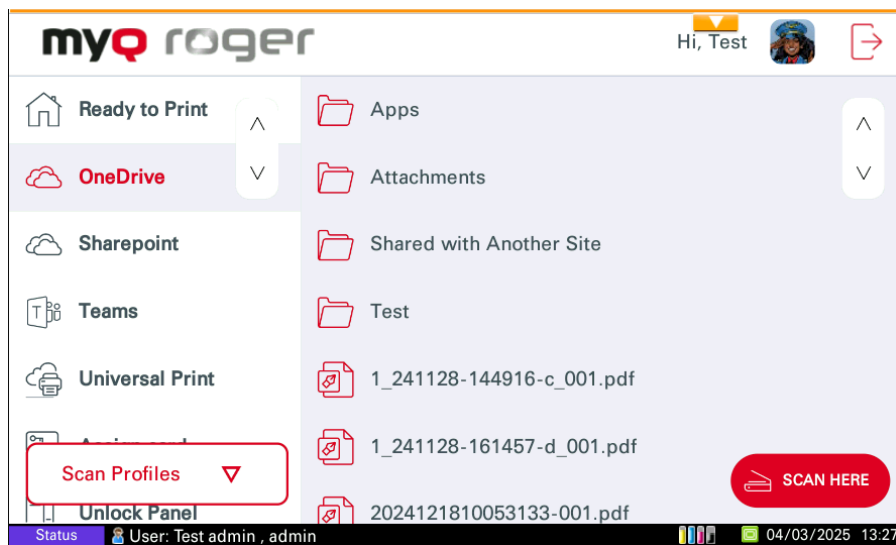 myQ roger
Hi, Test
Ready to Print
OneDrive
Sharepoint
Teams
Universal Print
Assign card
Scan Profiles
Unlock Panel
Apps
Attachments
Shared with Another Site
Test
1_241128-144916-c_001.pdf
1_241128-161457-d_001.pdf
2024121810053133-001.pdf
SCAN HERE
Status
User: Test admin , admin
04/03/2025 13:27